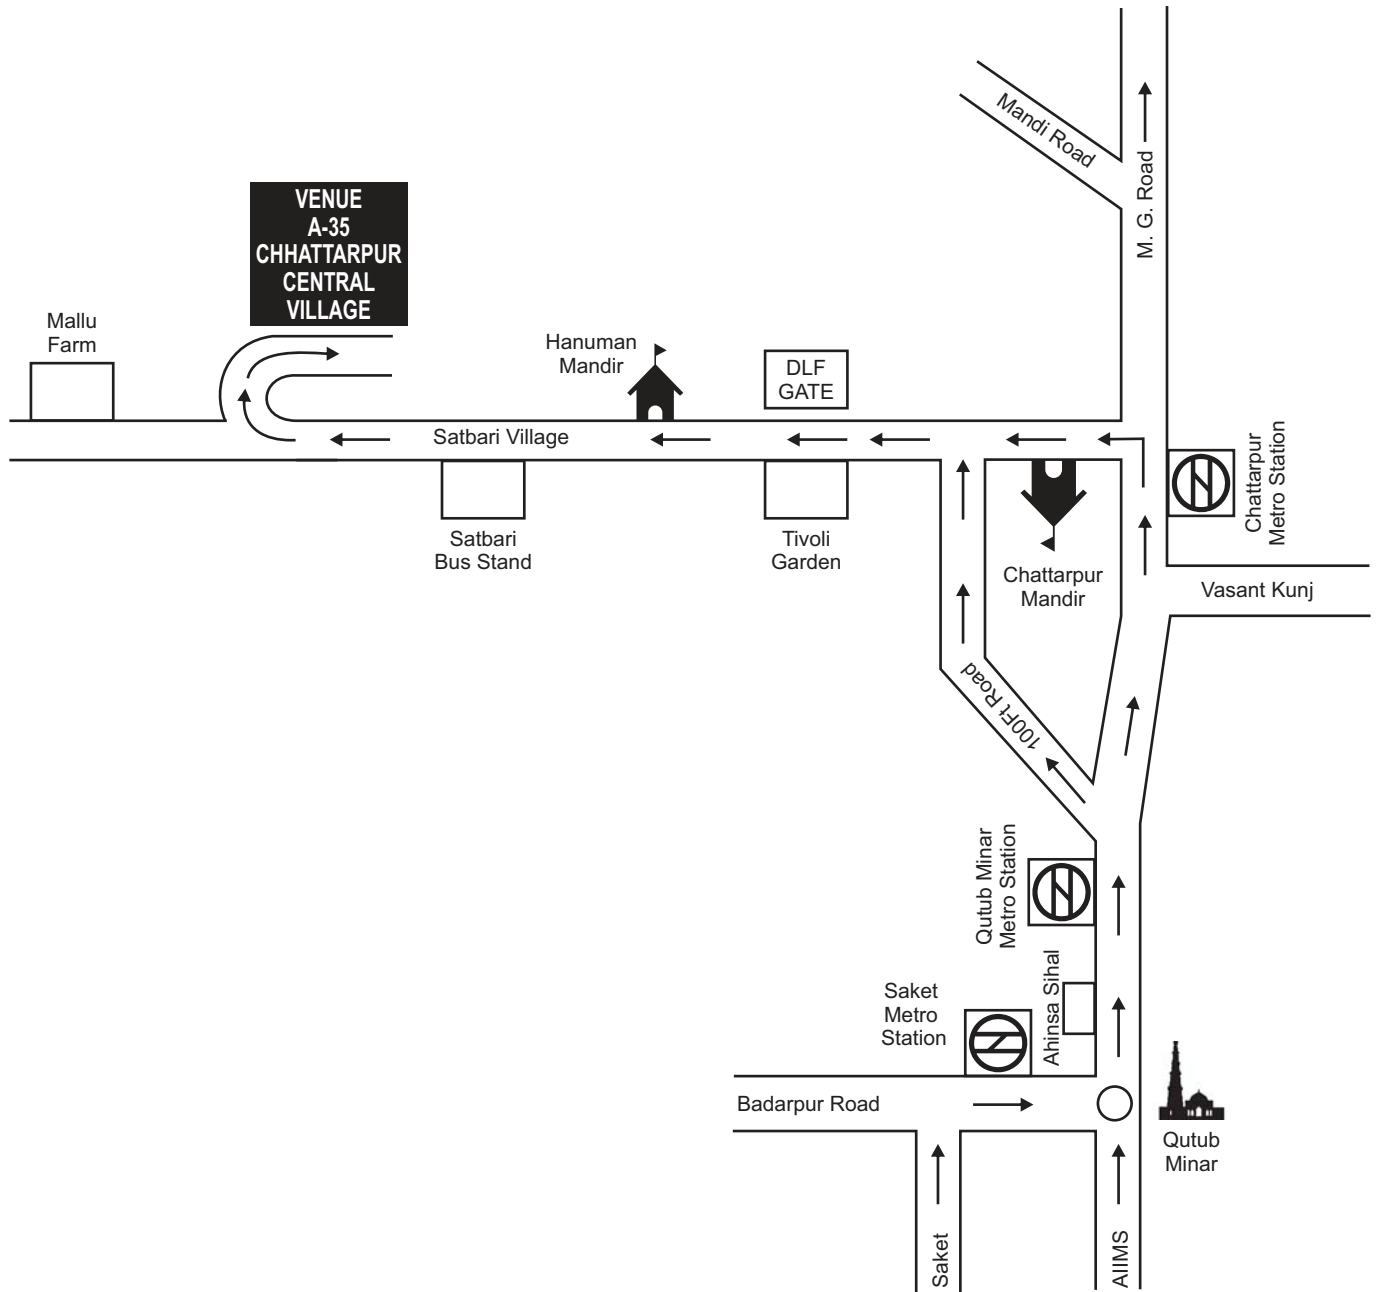 Mandi Road
M. G. Road
VENUE
A-35
CHHATTARPUR
CENTRAL
VILLAGE
Mallu
Farm
Hanuman
Mandir
DLF
GATE
Satbari Village
Chattarpur
Metro Station
Satbari
Bus Stand
Tivoli
Garden
Chattarpur
Mandir
Vasant Kunj
100Ft Road
Qutub Minar
Metro Station
Ahinsa Sihal
Saket
Metro
Station
Badarpur Road
Qutub
Minar
Saket
AIIMS